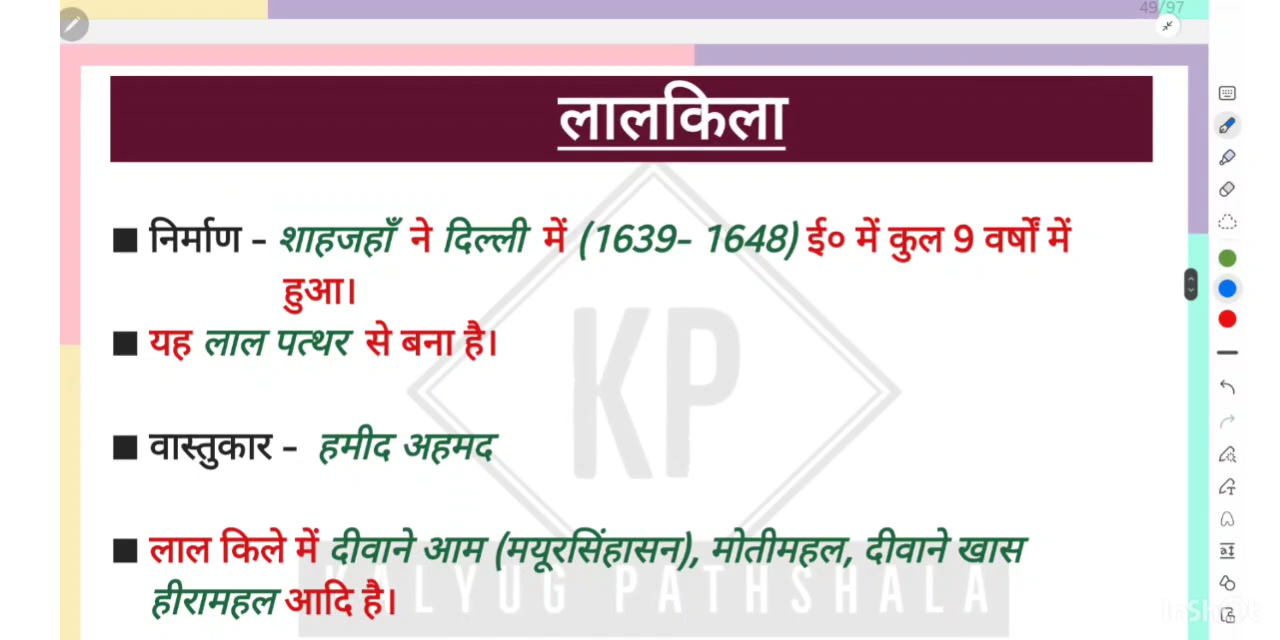 49/97
लालकिला
■ निर्माण - शाहजहाँ ने दिल्ली में (1639- 1648) ई० में कुल 9 वर्षों में
हुआ।
■ यह लाल पत्थर से बना है।
KP
■ वास्तुकार - हमीद अहमद
■ लाल किले में दीवाने आम (मयूरसिंहासन), मोतीमहल, दीवाने खास
हीरामहल आदि है।
KALYUG PATHSHALA
InShOt